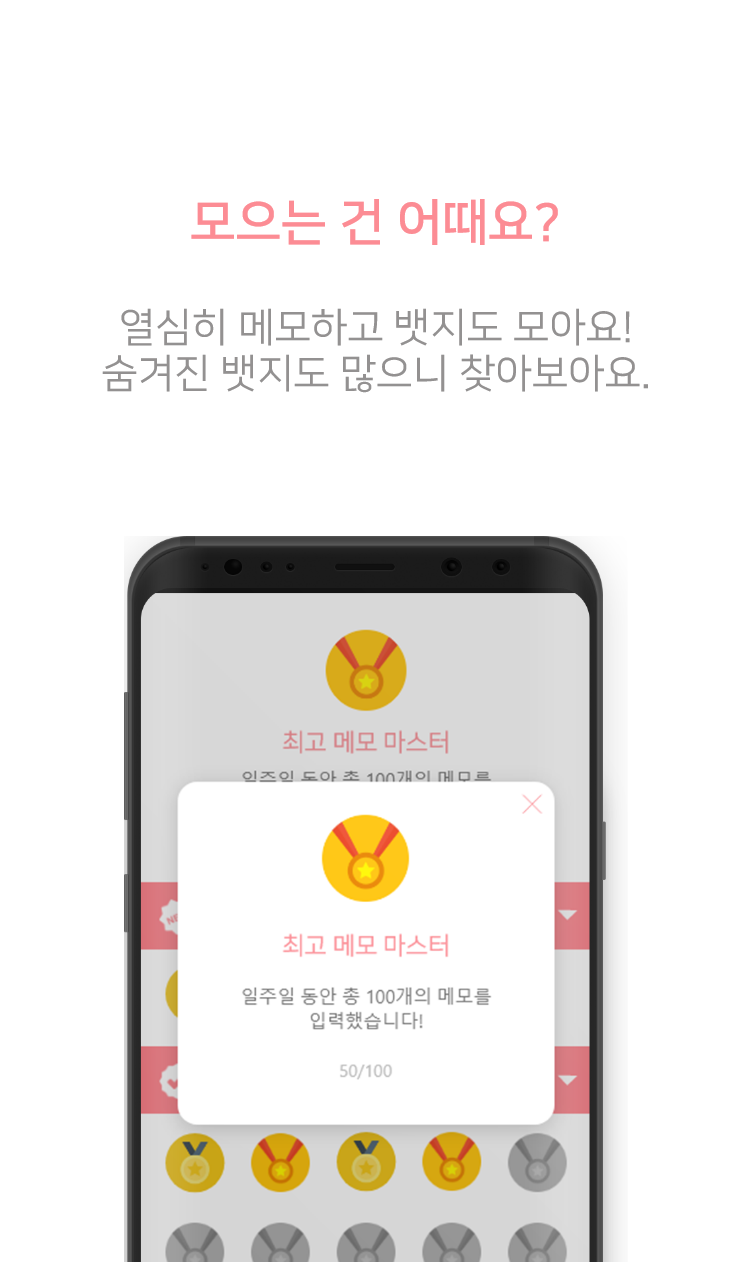 모으는 건 어때요?
열심히 메모하고 뱃지도 모아요!
숨겨진 뱃지도 많으니 찾아보아요.
최고 메모 마스터
일주일 동안 총 100개의 메모를
최고 메모 마스터
일주일 동안 총 100개의 메모를
입력했습니다!
50/100